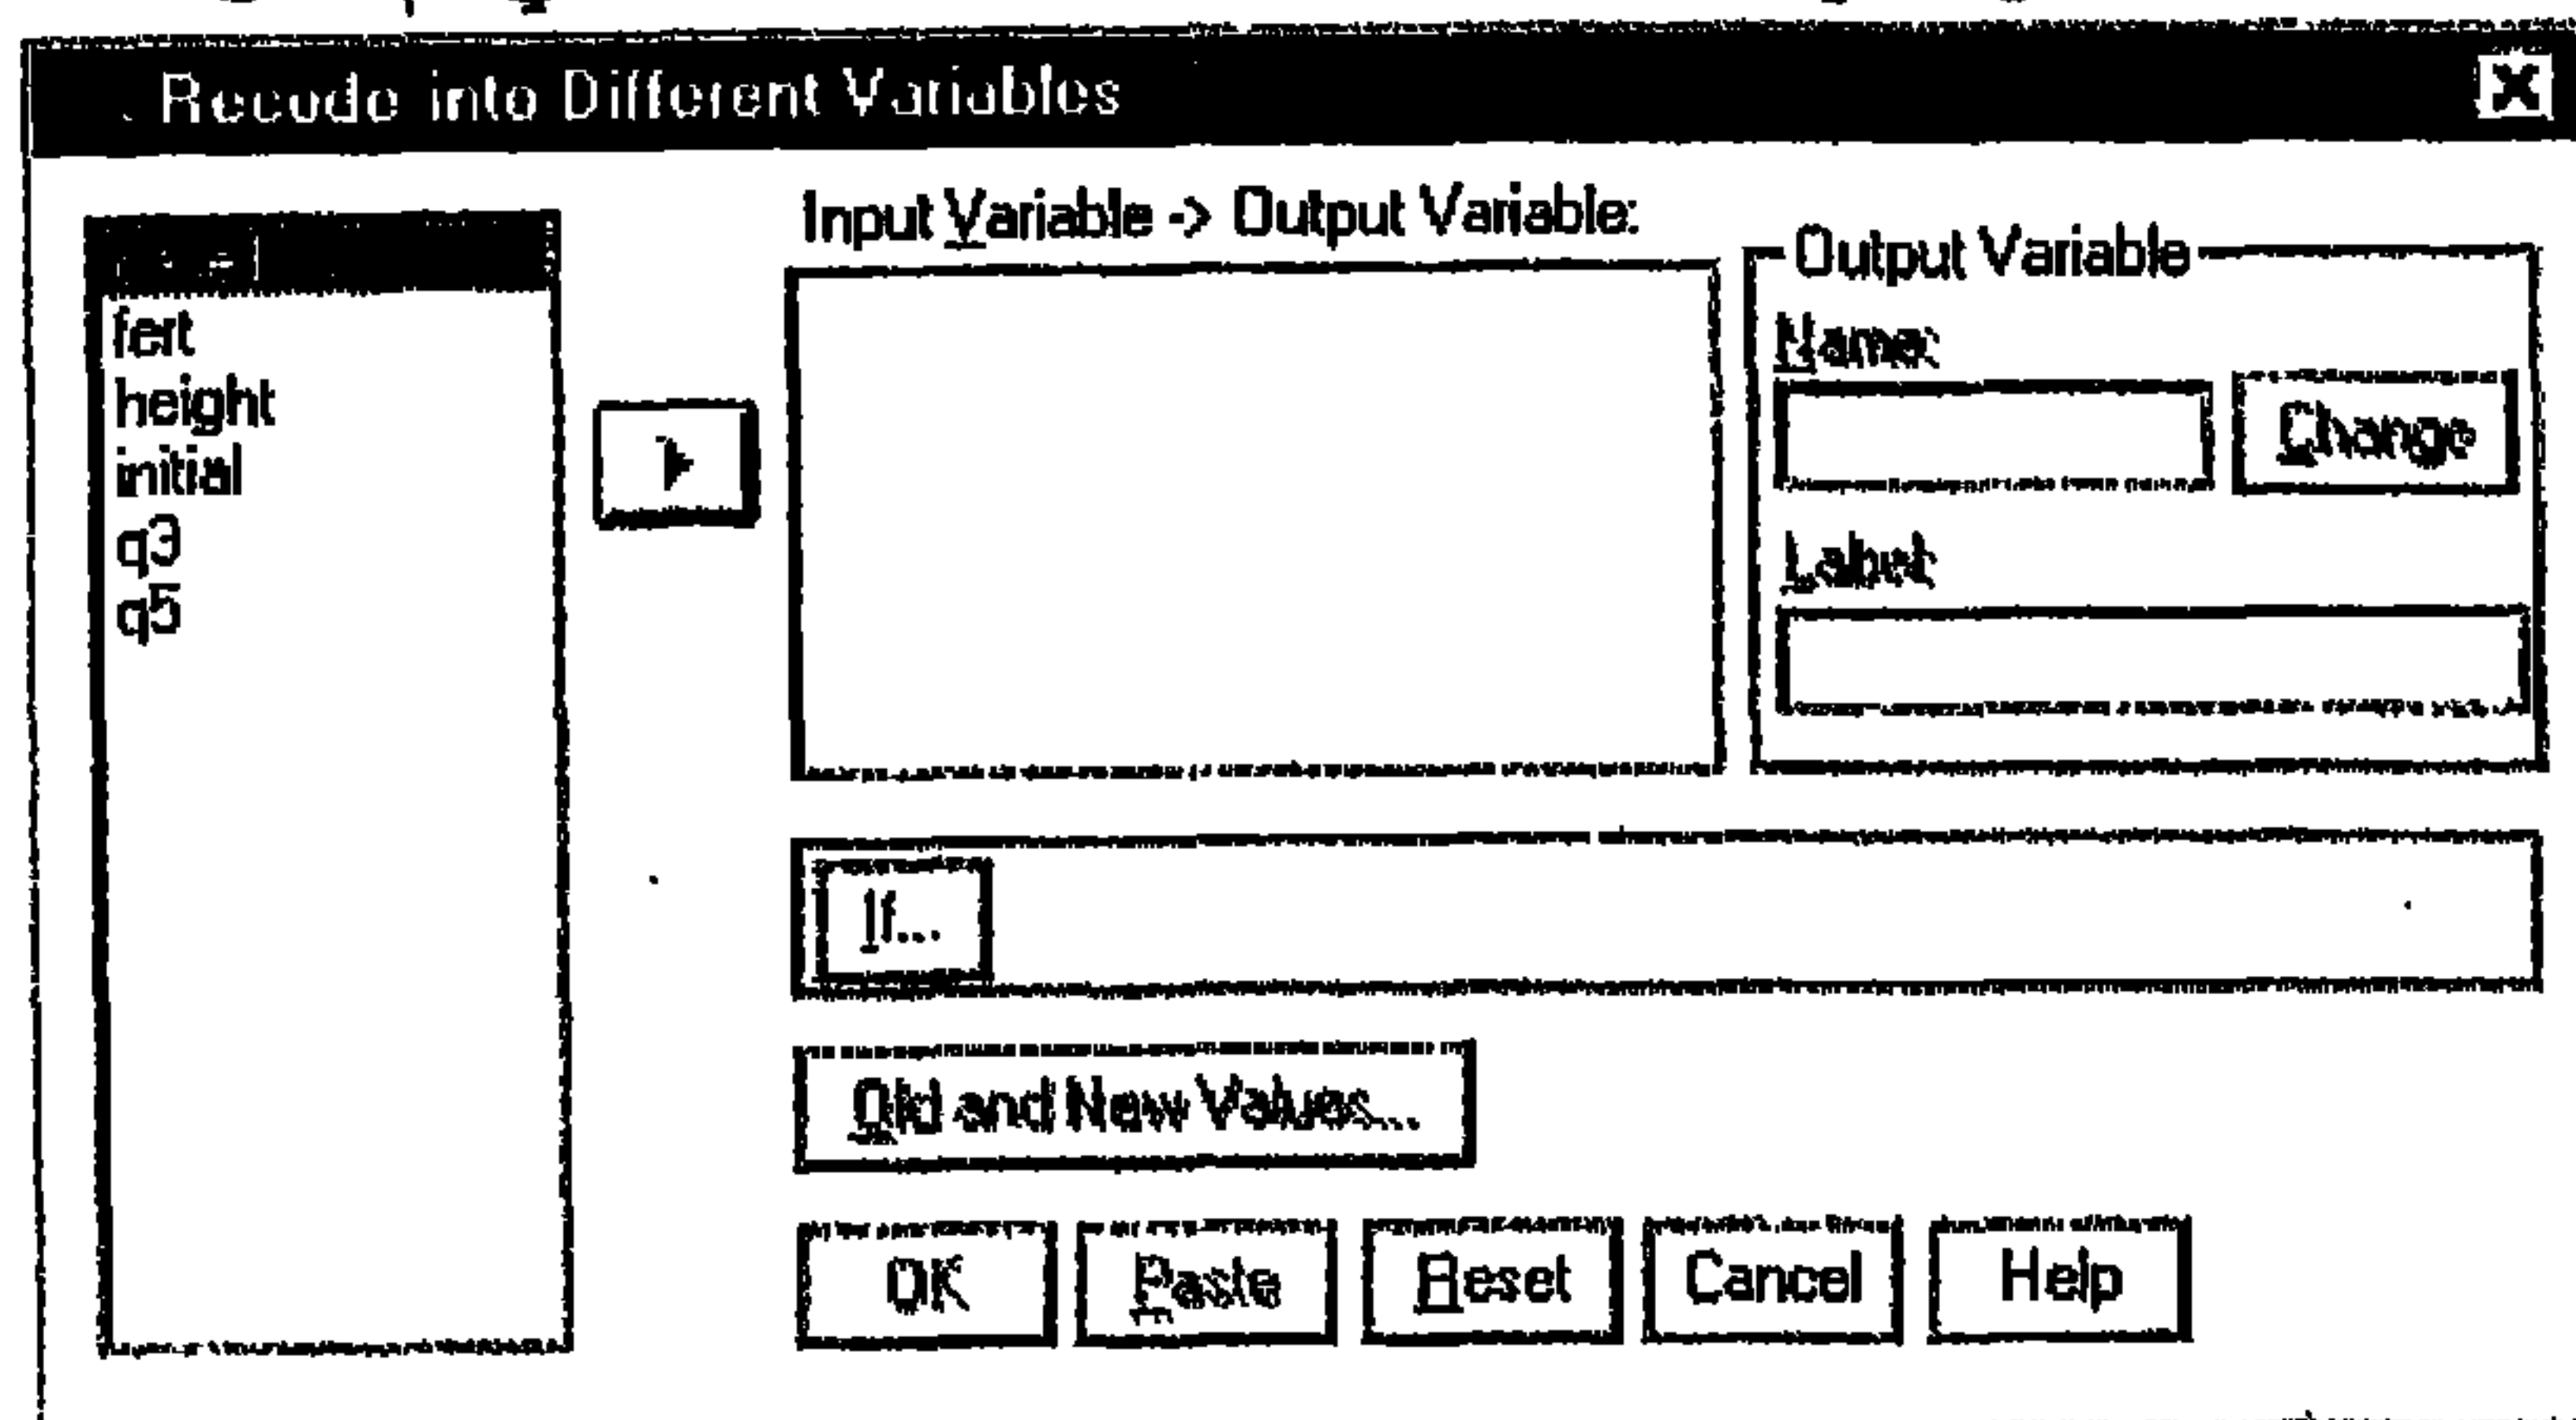 Recode into Different Variables
Input Variable -> Output Variable:
fert
height
initial
q3
q5
Output Variable
Name:
Change
Label:
If...
Old and New Values...
OK Paste Reset Cancel Help